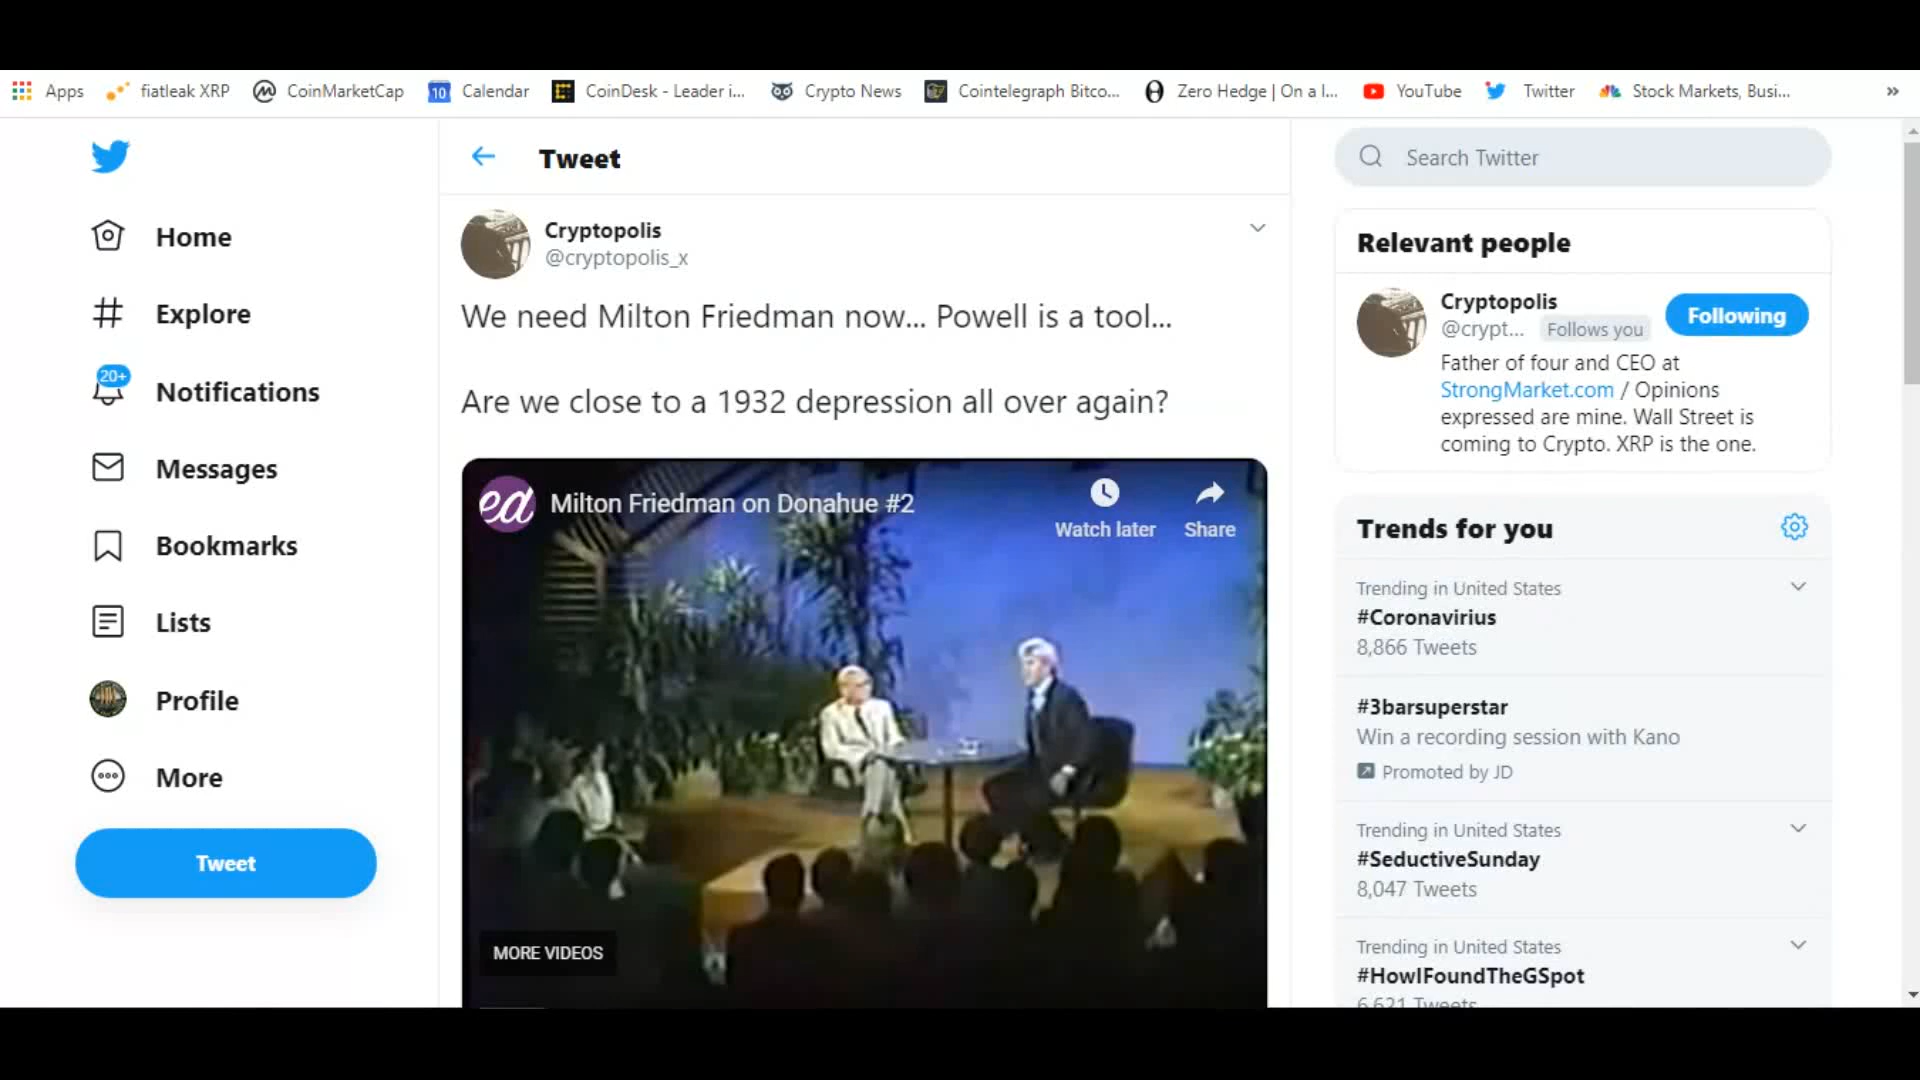 Apps
fiatleak XRP
CoinMarketCap
10
Calendar
CoinDesk - Leader i...
Crypto News
Cointelegraph Bitco...
Zero Hedge | On a l...
YouTube
Twitter
Stock Markets, Busi...
»
Home
Explore
20+
Notifications
Messages
Bookmarks
Lists
Profile
More
Tweet
Tweet
Cryptopolis
@cryptopolis_x
We need Milton Friedman now... Powell is a tool...
Are we close to a 1932 depression all over again?
ed
Milton Friedman on Donahue #2
Watch later
Share
MORE VIDEOS
Search Twitter
Relevant people
Cryptopolis
@crypt... Follows you
Following
Father of four and CEO at
StrongMarket.com / Opinions
expressed are mine. Wall Street is
coming to Crypto. XRP is the one.
Trends for you
Trending in United States
#Coronavirius
8,866 Tweets
#3barsuperstar
Win a recording session with Kano
Promoted by JD
Trending in United States
#SeductiveSunday
8,047 Tweets
Trending in United States
#HowIFoundTheGSpot
6,621 Tweets